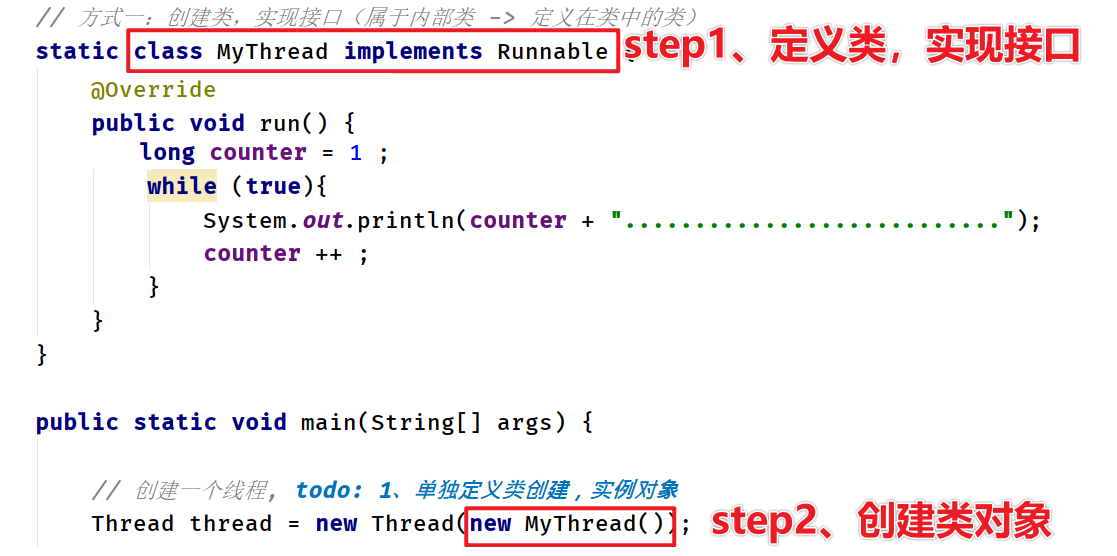 // 方式一：创建类，实现接口（属于内部类 -> 定义在类中的类）
static class MyThread implements Runnable { step1、定义类，实现接口
@Override
public void run() {
long counter = 1 ;
while (true){
System.out.println(counter + "...........................");
counter ++ ;
}
}
}
public static void main(String[] args) {
// 创建一个线程, todo: 1、单独定义类创建，实例对象
Thread thread = new Thread(new MyThread()); step2、创建类对象